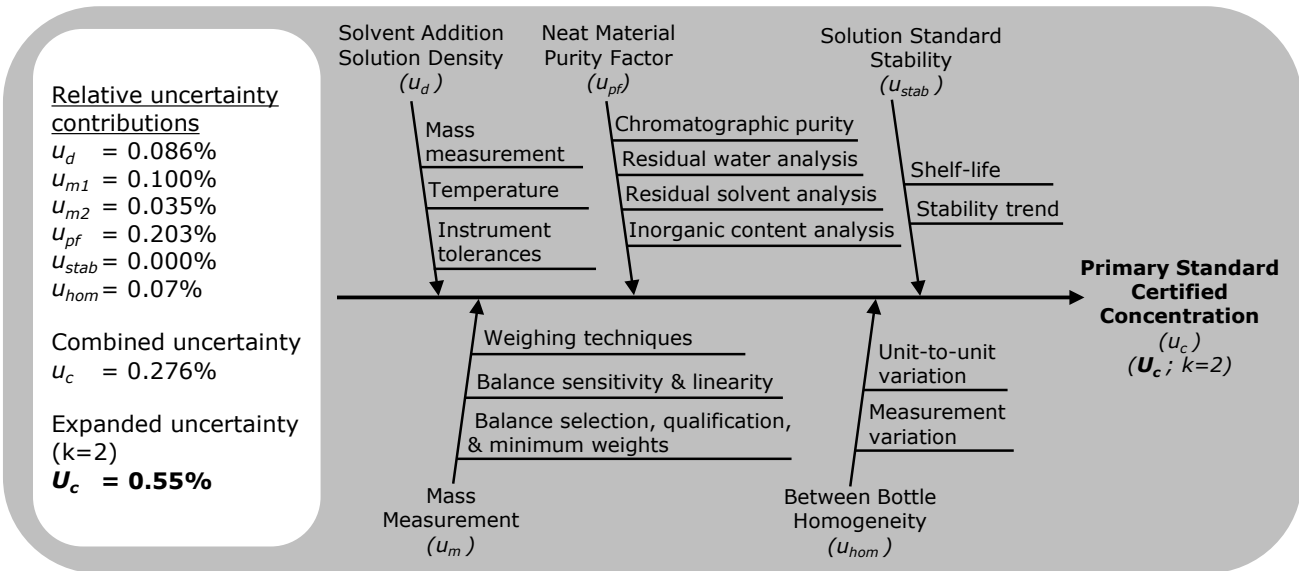 Relative uncertainty
contributions
u_d = 0.086%
u_m1 = 0.100%
u_m2 = 0.035%
u_pf = 0.203%
u_stab = 0.000%
u_hom = 0.07%
Combined uncertainty
u_c = 0.276%
Expanded uncertainty
(k=2)
U_c = 0.55%
Solvent Addition
Solution Density
(u_d )
Mass
measurement
Temperature
Instrument
tolerances
Neat Material
Purity Factor
(u_pf)
Chromatographic purity
Residual water analysis
Residual solvent analysis
Inorganic content analysis
Solution Standard
Stability
(u_stab )
Shelf-life
Stability trend
Weighing techniques
Balance sensitivity & linearity
Balance selection, qualification,
& minimum weights
Mass
Measurement
(u_m )
Unit-to-unit
variation
Measurement
variation
Between Bottle
Homogeneity
(u_hom )
Primary Standard
Certified
Concentration
(u_c )
(U_c ; k=2)